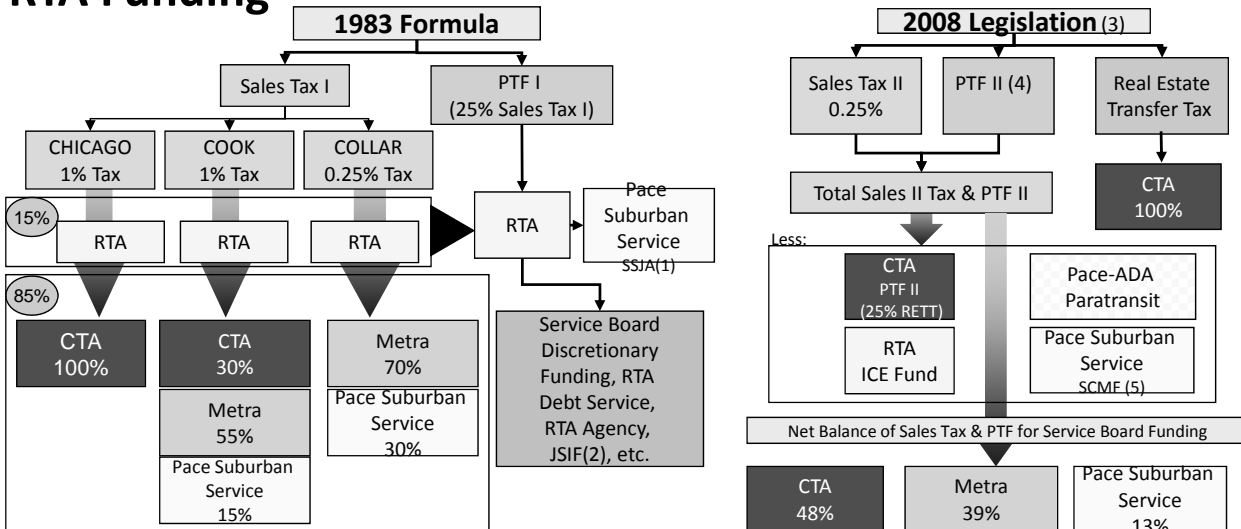 RTA Funding
1983 Formula
Sales Tax I
PTF I
(25% Sales Tax I)
CHICAGO
1% Tax
COOK
1% Tax
COLLAR
0.25% Tax
15%
RTA
RTA
RTA
RTA
Pace
Suburban
Service
SSJA(1)
85%
CTA
100%
CTA
30%
Metra
55%
Pace Suburban
Service
15%
Metra
70%
Pace Suburban
Service
30%
Service Board
Discretionary
Funding, RTA
Debt Service,
RTA Agency,
JSIF(2), etc.
2008 Legislation (3)
Sales Tax II
0.25%
PTF II (4)
Real Estate
Transfer Tax
Total Sales II Tax & PTF II
CTA
100%
Less:
CTA
PTF II
(25% RETT)
Pace-ADA
Paratransit
RTA
ICE Fund
Pace Suburban
Service
SCMF (5)
Net Balance of Sales Tax & PTF for Service Board Funding
CTA
48%
Metra
39%
Pace Suburban
Service
13%